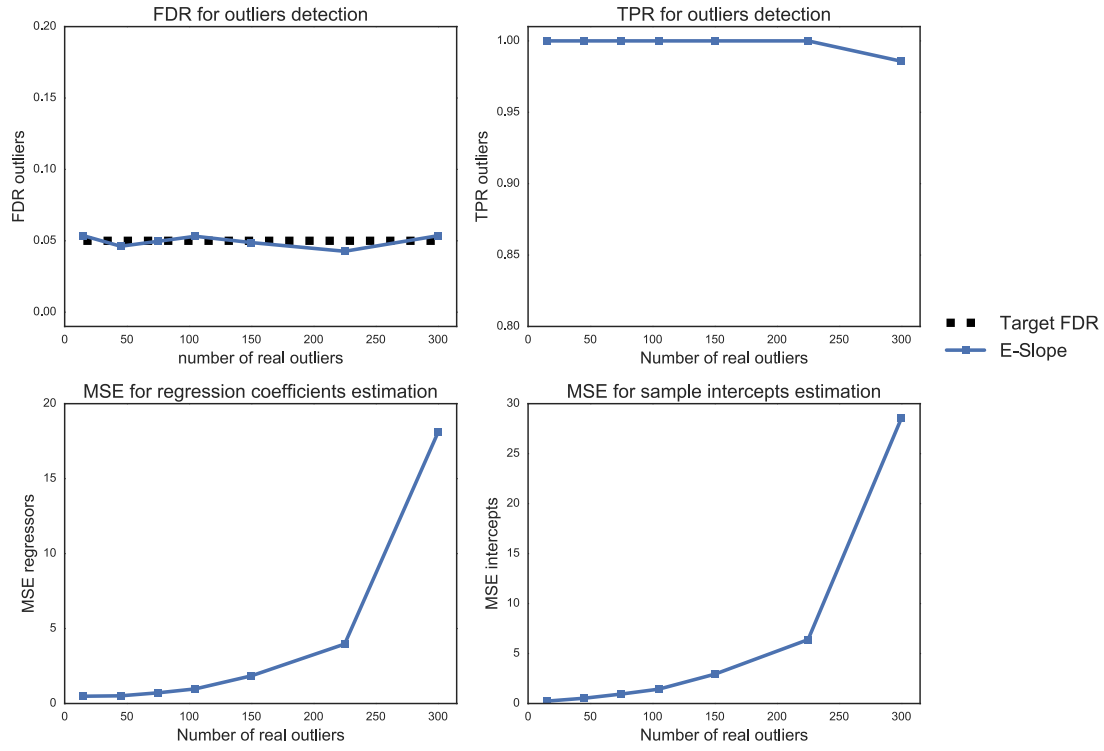 FDR for outliers detection
0.20
0.15
0.10
0.05
0.00
FDR outliers
0 50 100 150 200 250 300
number of real outliers
TPR for outliers detection
1.00
0.95
0.90
0.85
0.80
TPR outliers
0 50 100 150 200 250 300
Number of real outliers
Target FDR
E-Slope
MSE for regression coefficients estimation
20
15
10
5
0
MSE regressors
0 50 100 150 200 250 300
Number of real outliers
MSE for sample intercepts estimation
30
25
20
15
10
5
0
MSE intercepts
0 50 100 150 200 250 300
Number of real outliers